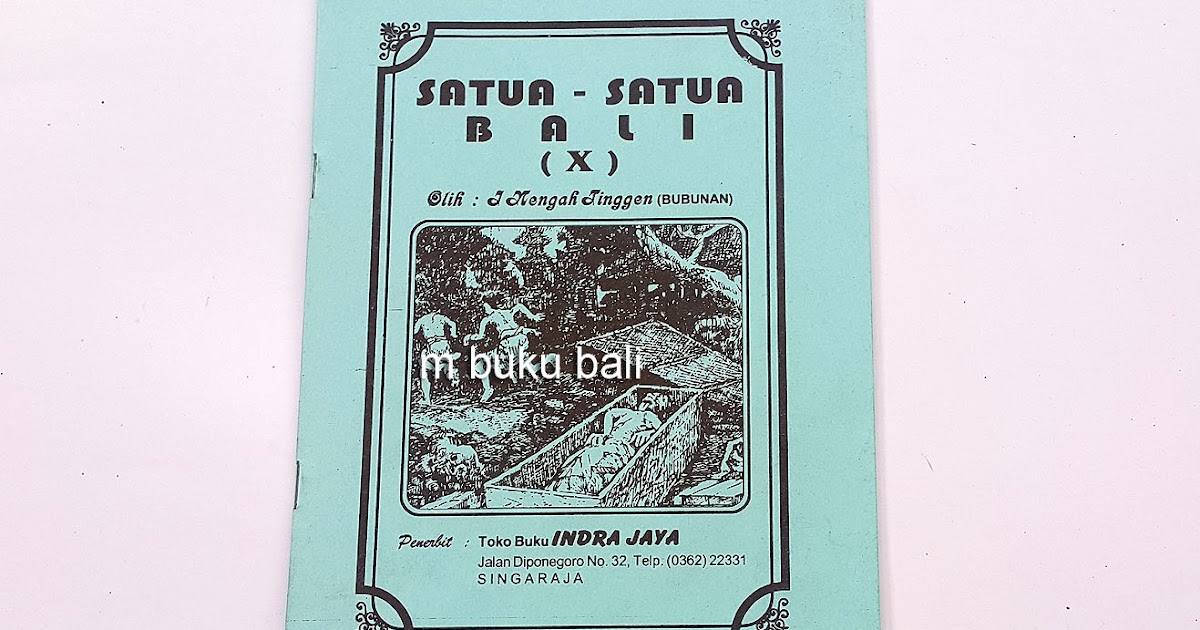 SATUA - SATUA
B A L I
( X )
Olih : I Nengah Tinggen (BUBUNAN)
m buku bali
Penerbit : Toko Buku INDRA JAYA
Jalan Diponegoro No. 32, Telp. (0362) 22331
SINGARAJA